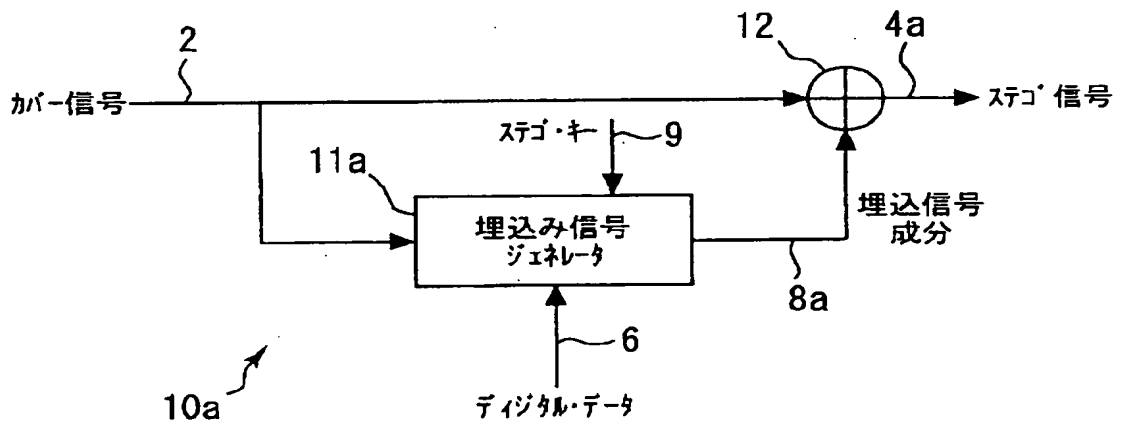 2
12
4a
ｶﾊﾞー信号
ｽﾃｺﾞ 信号
ｽﾃｺﾞ･ｷー
9
11a
埋込み信号
ｼﾞｪﾈﾚｰﾀ
埋込信号
成分
8a
6
ﾃﾞｨｼﾞﾀﾙ･ﾃﾞｰﾀ
10a